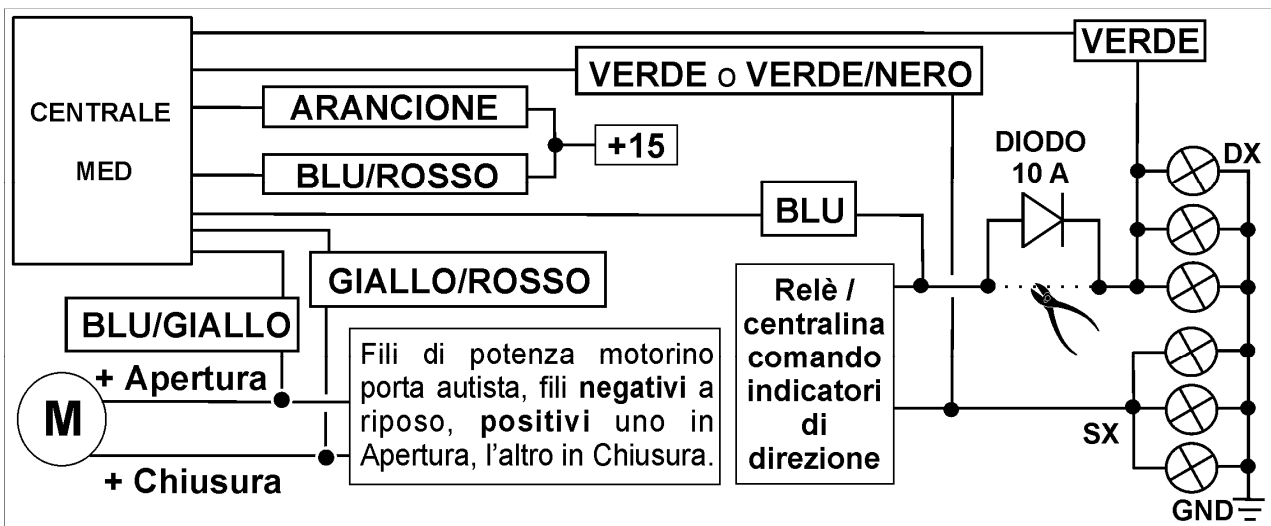 VERDE
CENTRALE
MED
VERDE o VERDE/NERO
ARANCIONE
+15
BLU/ROSSO
DIODO
10 A
DX
BLU
GIALLO/ROSSO
BLU/GIALLO
+ Apertura
M
+ Chiusura
Fili di potenza motorino
porta autista, fili negativi a
riposo, positivi uno in
Apertura, l'altro in Chiusura.
Relè /
centralina
comando
indicatori
di
direzione
SX
GND